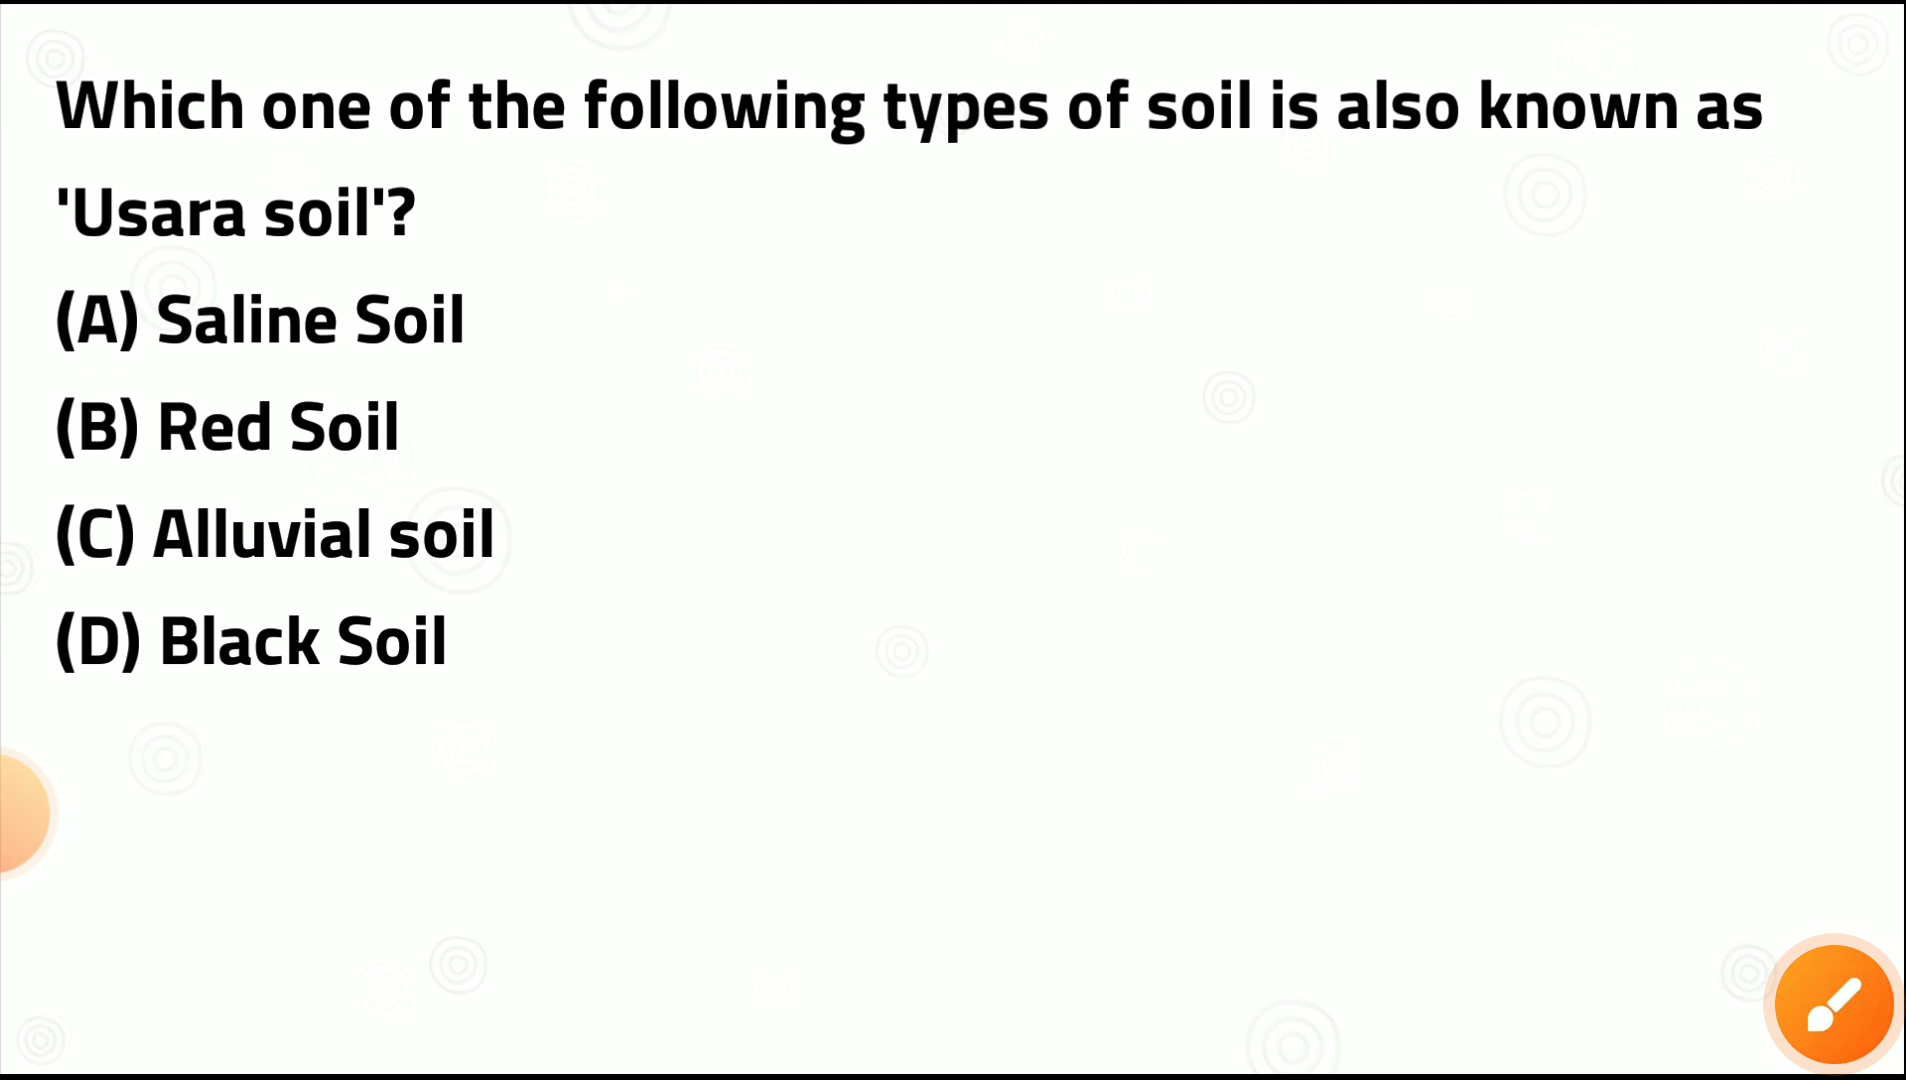 Which one of the following types of soil is also known as
'Usara soil'?
(A) Saline Soil
(B) Red Soil
(C) Alluvial soil
(D) Black Soil